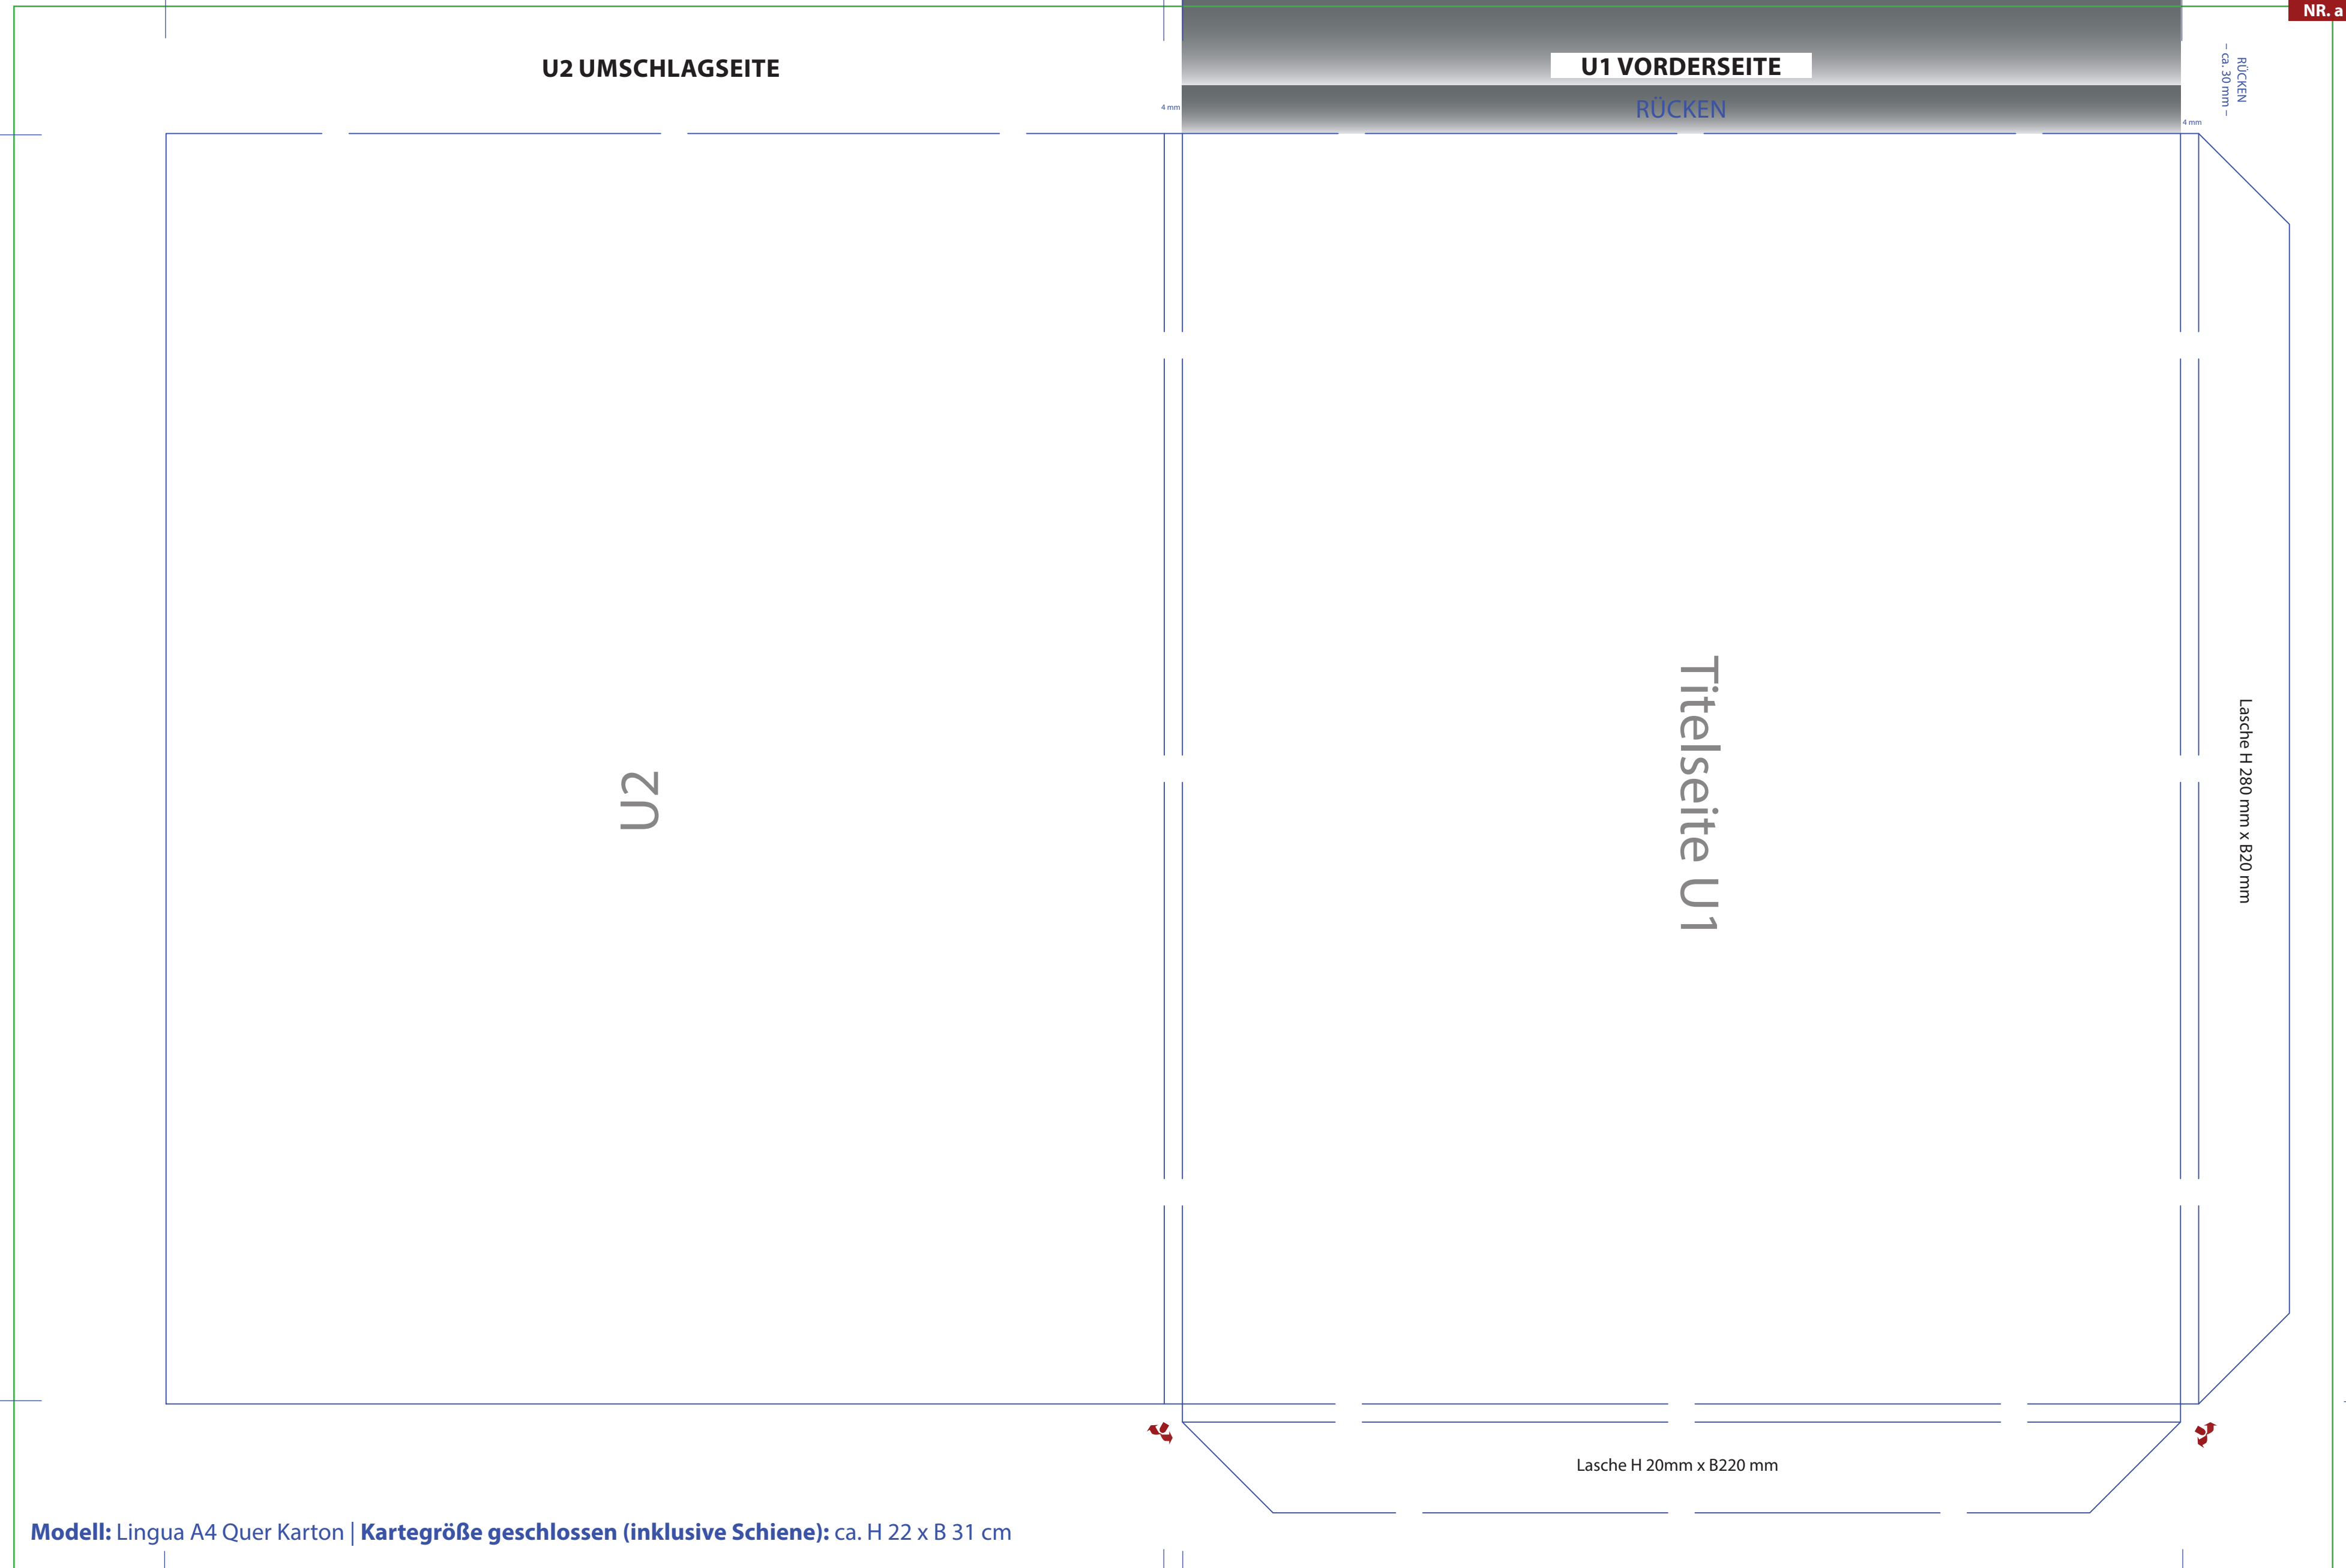 NR. a
U2 UMSCHLAGSEITE
U1 VORDERSEITE
RÜCKEN
RÜCKEN
– ca. 30 mm –
4 mm
4 mm
U2
Titelseite U1
Lasche H 280 mm x B20 mm
Lasche H 20mm x B220 mm
Modell: Lingua A4 Quer Karton | Kartegröße geschlossen (inklusive Schiene): ca. H 22 x B 31 cm